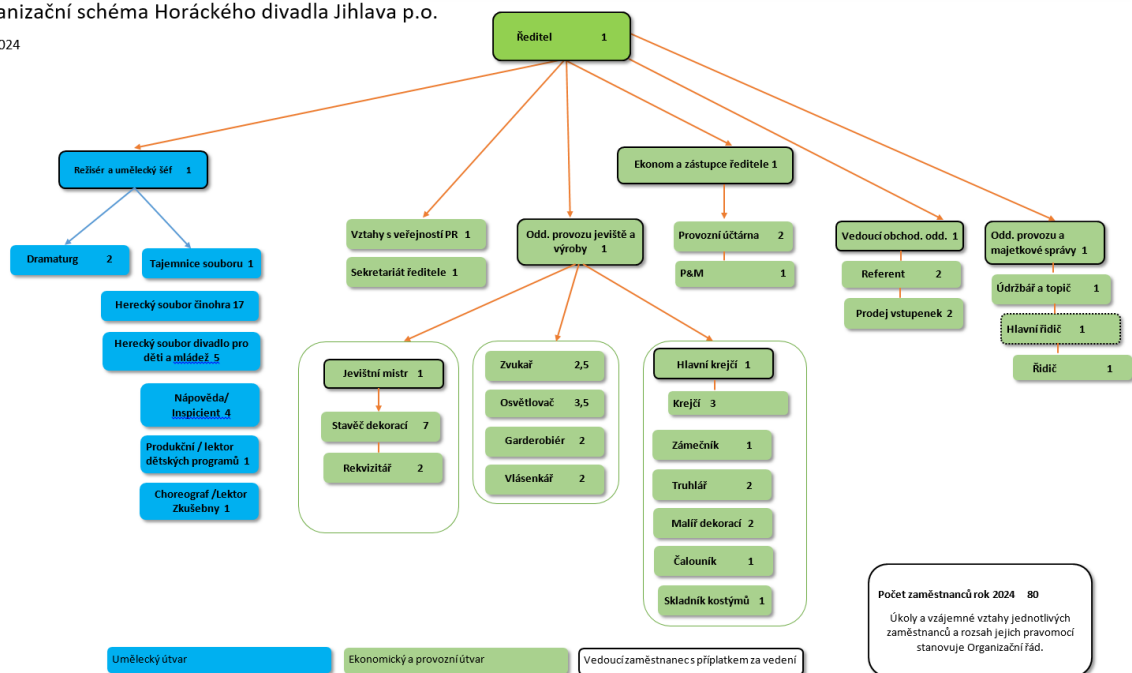 anizační schéma Horáckého divadla Jihlava p.o.
024
Ředitel 1
Režisér a umělecký šéf 1
Ekonom a zástupce ředitele 1
Vztahy s veřejností PR 1
Sekretariát ředitele 1
Odd. provozu jeviště a
výroby 1
Provozní účtárna 2
P&M 1
Vedoucí obchod. odd. 1
Referent 2
Prodej vstupenek 2
Odd. provozu a
majetkové správy 1
Údržbář a topič 1
Hlavní řidič 1
Řidič 1
Dramaturg 2
Tajemnice souboru 1
Herecký soubor činohra 17
Herecký soubor divadlo pro
děti a mládež 5
Nápověda/
Inspicient 4
Produkční / lektor
dětských programů 1
Choreograf /Lektor
Zkušebny 1
Jevištní mistr 1
Stavěč dekorací 7
Rekvizitář 2
Zvukař 2,5
Osvětlovač 3,5
Garderobiér 2
Vlásenkář 2
Hlavní krejčí 1
Krejčí 3
Zámečník 1
Truhlář 2
Malíř dekorací 2
Čalouník 1
Skladník kostýmů 1
Počet zaměstnanců rok 2024 80
Úkoly a vzájemné vztahy jednotlivých
zaměstnanců a rozsah jejich pravomocí
stanovuje Organizační řád.
Umělecký útvar
Ekonomický a provozní útvar
Vedoucí zaměstnanec s příplatkem za vedení